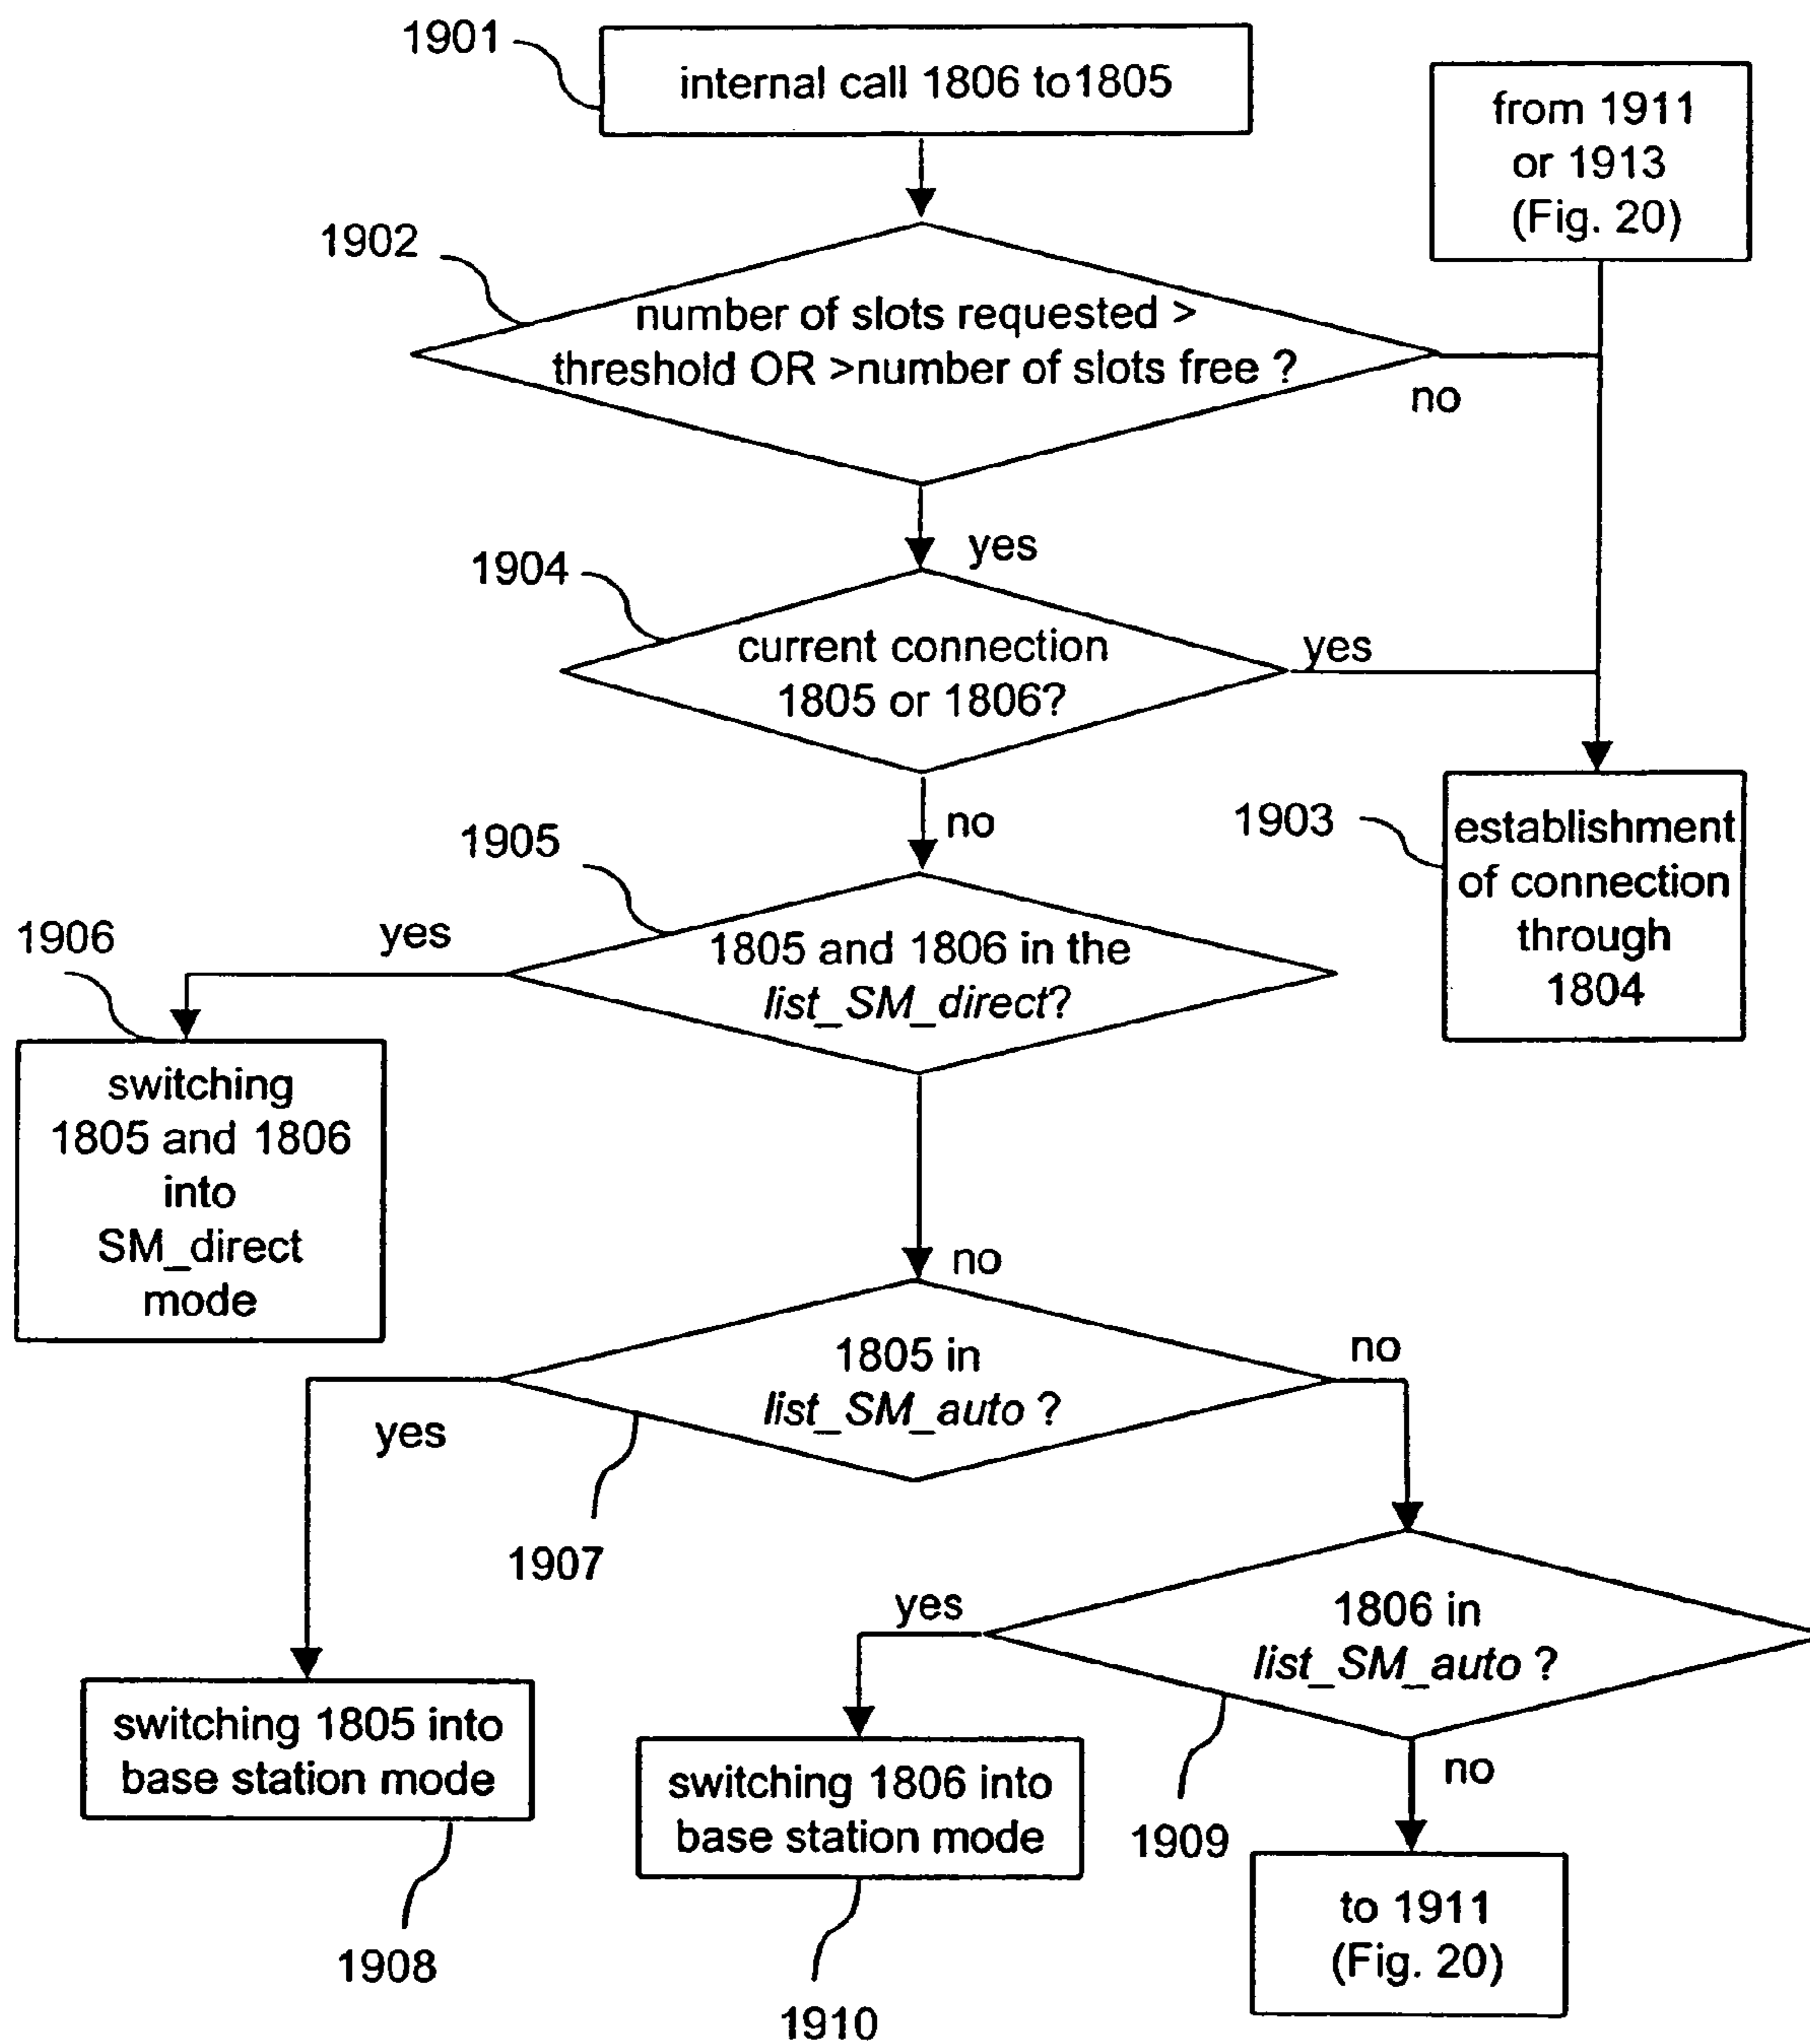 1901
internal call 1806 to1805
from 1911
or 1913
(Fig. 20)
1902
number of slots requested >
threshold OR >number of slots free ?
no
yes
1904
current connection
1805 or 1806?
yes
no
1903
establishment
of connection
through
1804
1905
1805 and 1806 in the
list_SM_direct?
yes
1906
switching
1805 and 1806
into
SM_direct
mode
no
1805 in
list_SM_auto ?
no
yes
1907
1806 in
list_SM_auto ?
yes
switching 1805 into
base station mode
switching 1806 into
base station mode
1909
no
to 1911
(Fig. 20)
1908
1910